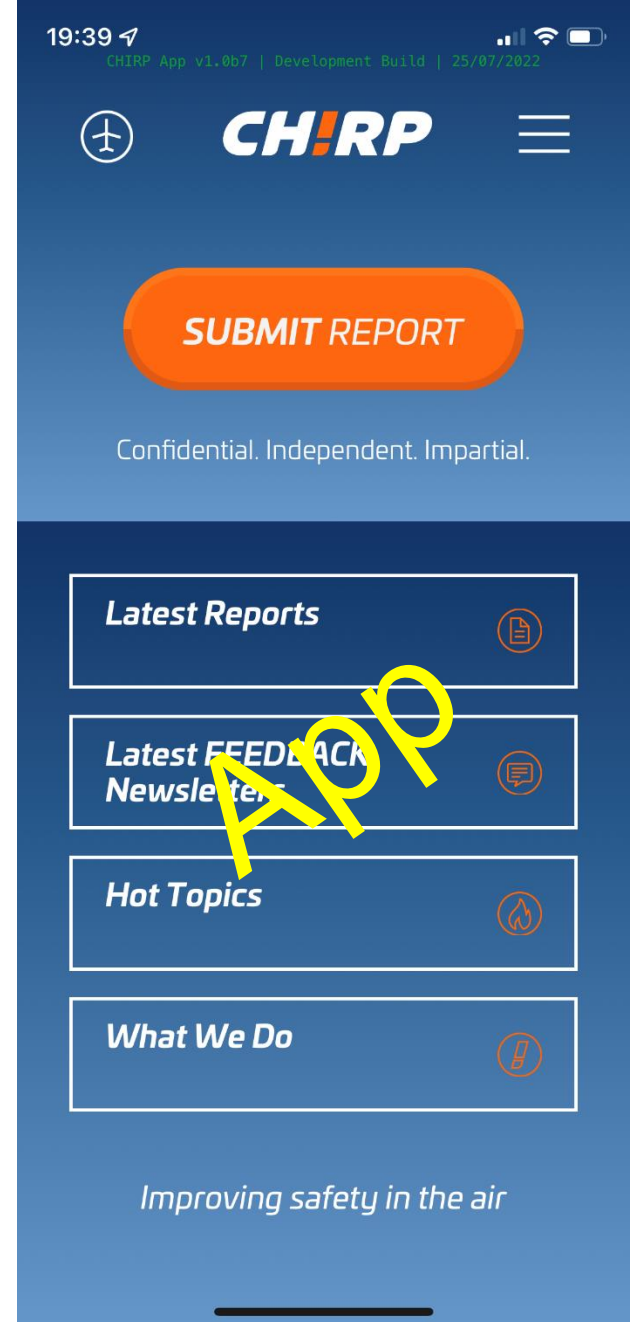 19:39
CHIRP App v1.0b7 | Development Build | 25/07/2022
CH!RP
SUBMIT REPORT
Confidential. Independent. Impartial.
Latest Reports
Latest FEEDBACK
Newsletters
App
Hot Topics
What We Do
Improving safety in the air